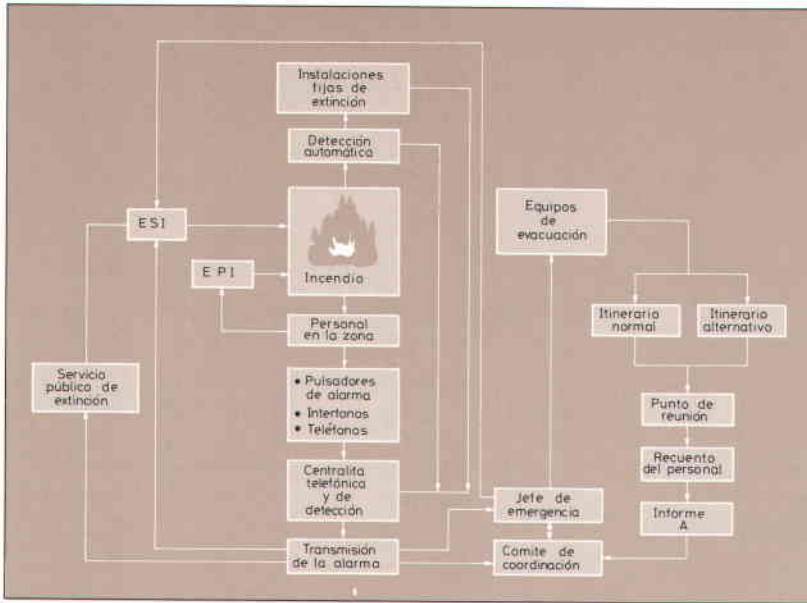 Instalaciones
fijas de
extinción
Detección
automática
Incendio
ESI
EPI
Personal
en la zona
• Pulsadores
de alarma
• Interfonos
• Teléfonos
Servicio
público de
extinción
Centralita
telefónica
y de
detección
Transmisión
de la alarma
Equipos
de
evacuación
Itinerario
normal
Itinerario
alternativo
Punto de
reunión
Recuento
del personal
Informe
A
Jefe de
emergencia
Comite de
coordinación